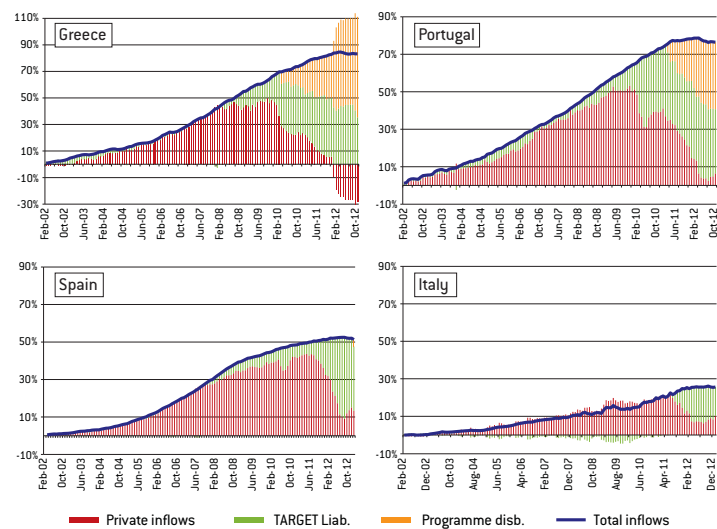 Greece
110%
90%
70%
50%
30%
10%
-10%
-30%
Feb-02
Oct-02
Jun-03
Feb-04
Oct-04
Jun-05
Feb-06
Oct-06
Jun-07
Feb-08
Oct-08
Jun-09
Feb-10
Oct-10
Jun-11
Feb-12
Oct-12
Portugal
90%
70%
50%
30%
10%
-10%
Feb-02
Oct-02
Jun-03
Feb-04
Oct-04
Jun-05
Feb-06
Oct-06
Jun-07
Feb-08
Oct-08
Jun-09
Feb-10
Oct-10
Jun-11
Feb-12
Oct-12
Spain
90%
70%
50%
30%
10%
-10%
Feb-02
Oct-02
Jun-03
Feb-04
Oct-04
Jun-05
Feb-06
Oct-06
Jun-07
Feb-08
Oct-08
Jun-09
Feb-10
Oct-10
Jun-11
Feb-12
Oct-12
Italy
90%
70%
50%
30%
10%
-10%
Feb-02
Dec-02
Oct-03
Aug-04
Jun-05
Apr-06
Feb-07
Dec-07
Oct-08
Aug-09
Jun-10
Apr-11
Feb-12
Dec-12
Private inflows
TARGET Liab.
Programme disb.
Total inflows